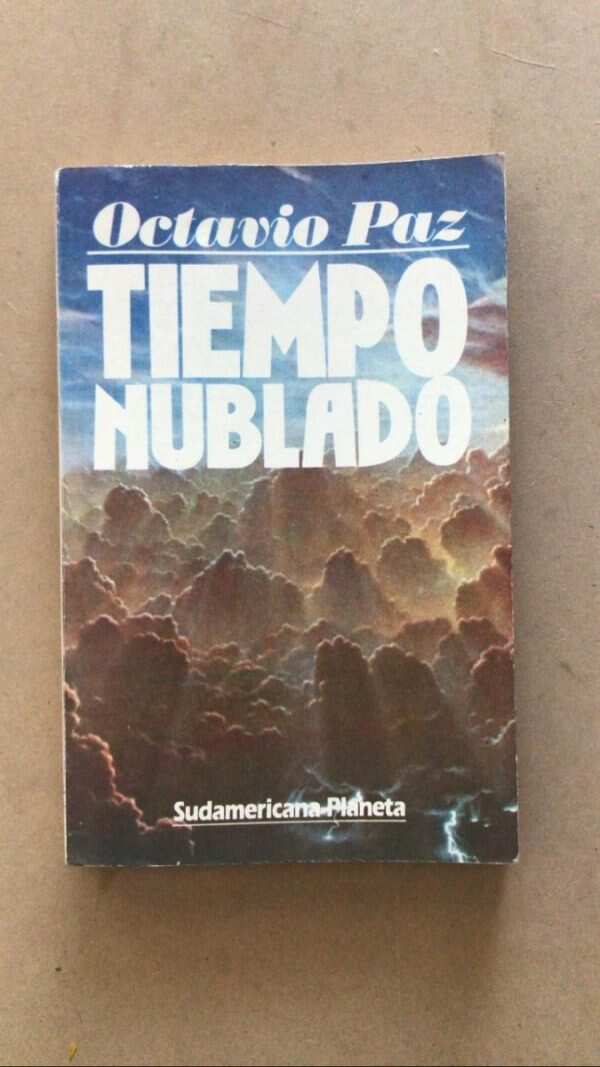 Octavio Paz
TIEMPO
NUBLADO
Sudamericana-Planeta